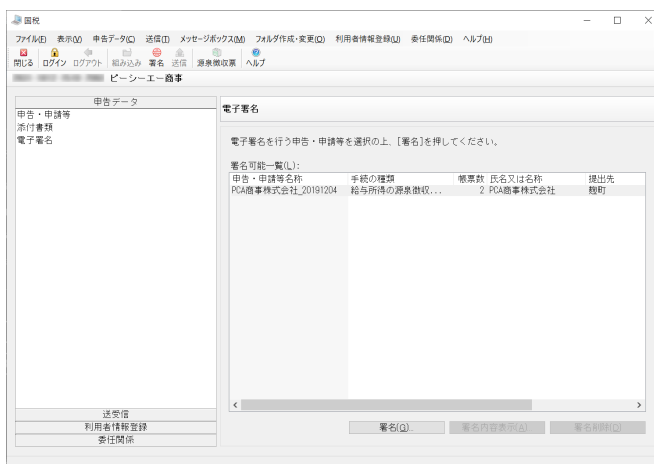 国税
ファイル(F) 表示(V) 申告データ(C) 送信(T) メッセージボックス(M) フォルダ作成・変更(O) 利用者情報登録(U) 委任関係(D) ヘルプ(H)
閉じる ログイン ログアウト 組み込み 署名 送信 源泉徴収票 ヘルプ
ピーシーエー商事
申告データ
申告・申請等
添付書類
電子署名
電子署名
電子署名を行う申告・申請等を選択の上、[署名]を押してください。
署名可能一覧(L):
申告・申請等名称 手続の種類 帳票数 氏名又は名称 提出先
PCA商事株式会社_20191204 給与所得の源泉徴収... 2 PCA商事株式会社 麹町
送受信
利用者情報登録
委任関係
署名(G)... 署名内容表示(A) 署名削除(D)